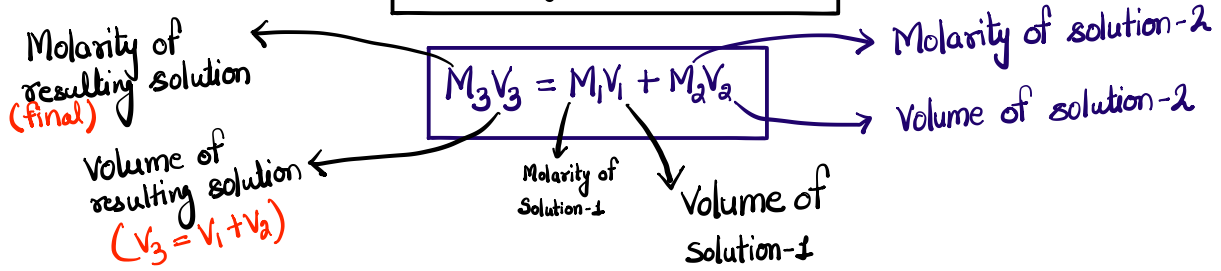 Molarity of
resulting solution
(final)
Volume of
resulting solution
(V₃ = V₁ + V₂)
M₃V₃ = M₁V₁ + M₂V₂
Molarity of
Solution-1
Volume of
Solution-1
Molarity of solution-2
Volume of solution-2